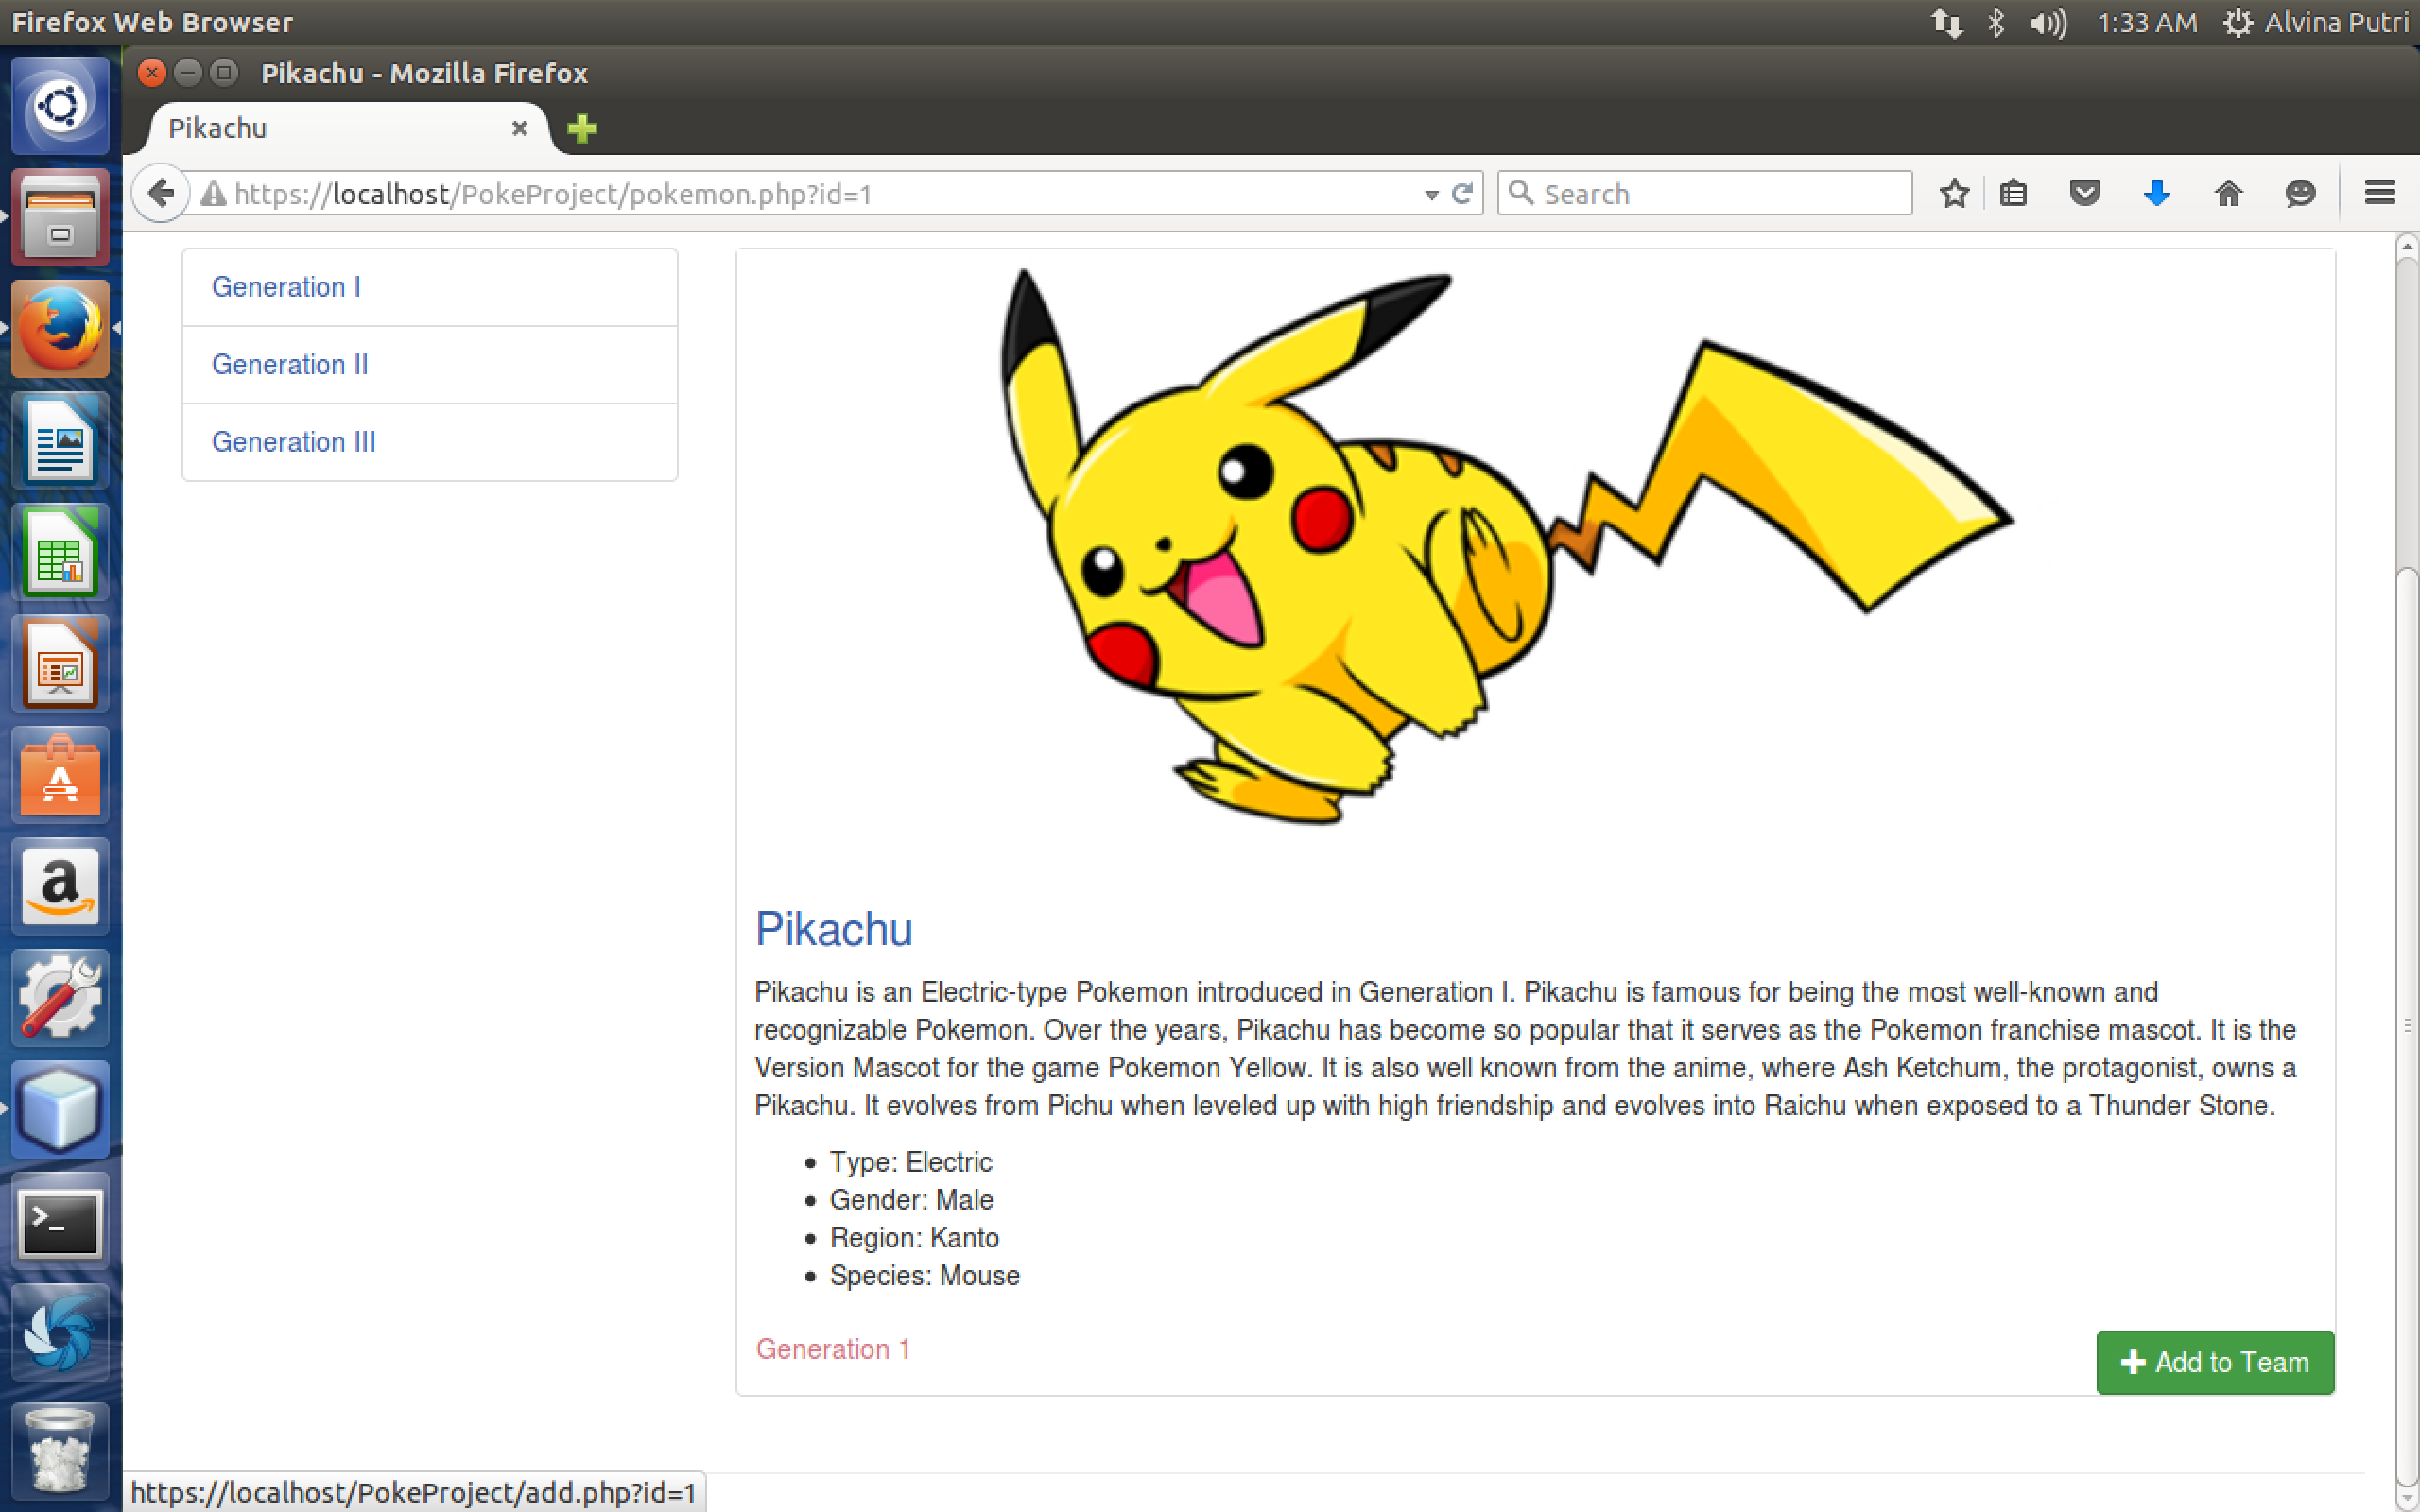 Firefox Web Browser
1:33 AM Alvina Putri
Pikachu - Mozilla Firefox
Pikachu
https://localhost/PokeProject/pokemon.php?id=1
Search
Generation I
Generation II
Generation III
Pikachu
Pikachu is an Electric-type Pokemon introduced in Generation I. Pikachu is famous for being the most well-known and
recognizable Pokemon. Over the years, Pikachu has become so popular that it serves as the Pokemon franchise mascot. It is the
Version Mascot for the game Pokemon Yellow. It is also well known from the anime, where Ash Ketchum, the protagonist, owns a
Pikachu. It evolves from Pichu when leveled up with high friendship and evolves into Raichu when exposed to a Thunder Stone.
• Type: Electric
• Gender: Male
• Region: Kanto
• Species: Mouse
Generation 1
Add to Team
https://localhost/PokeProject/add.php?id=1